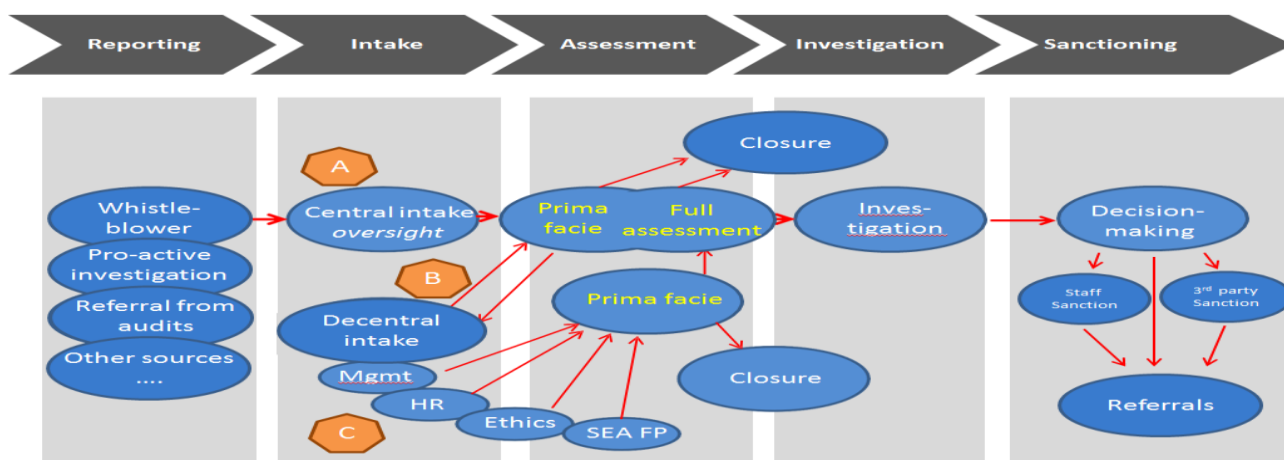 Reporting
Intake
Assessment
Investigation
Sanctioning
Whistle-
blower
Pro-active
investigation
Referral from
audits
Other sources
....
A
Central intake
oversight
B
Decentral
intake
Mgmt
HR
Ethics
SEA FP
C
Closure
Prima
facie
Full
assessment
Prima facie
Closure
Inves-
tigation
Decision-
making
Staff
Sanction
3rd party
Sanction
Referrals